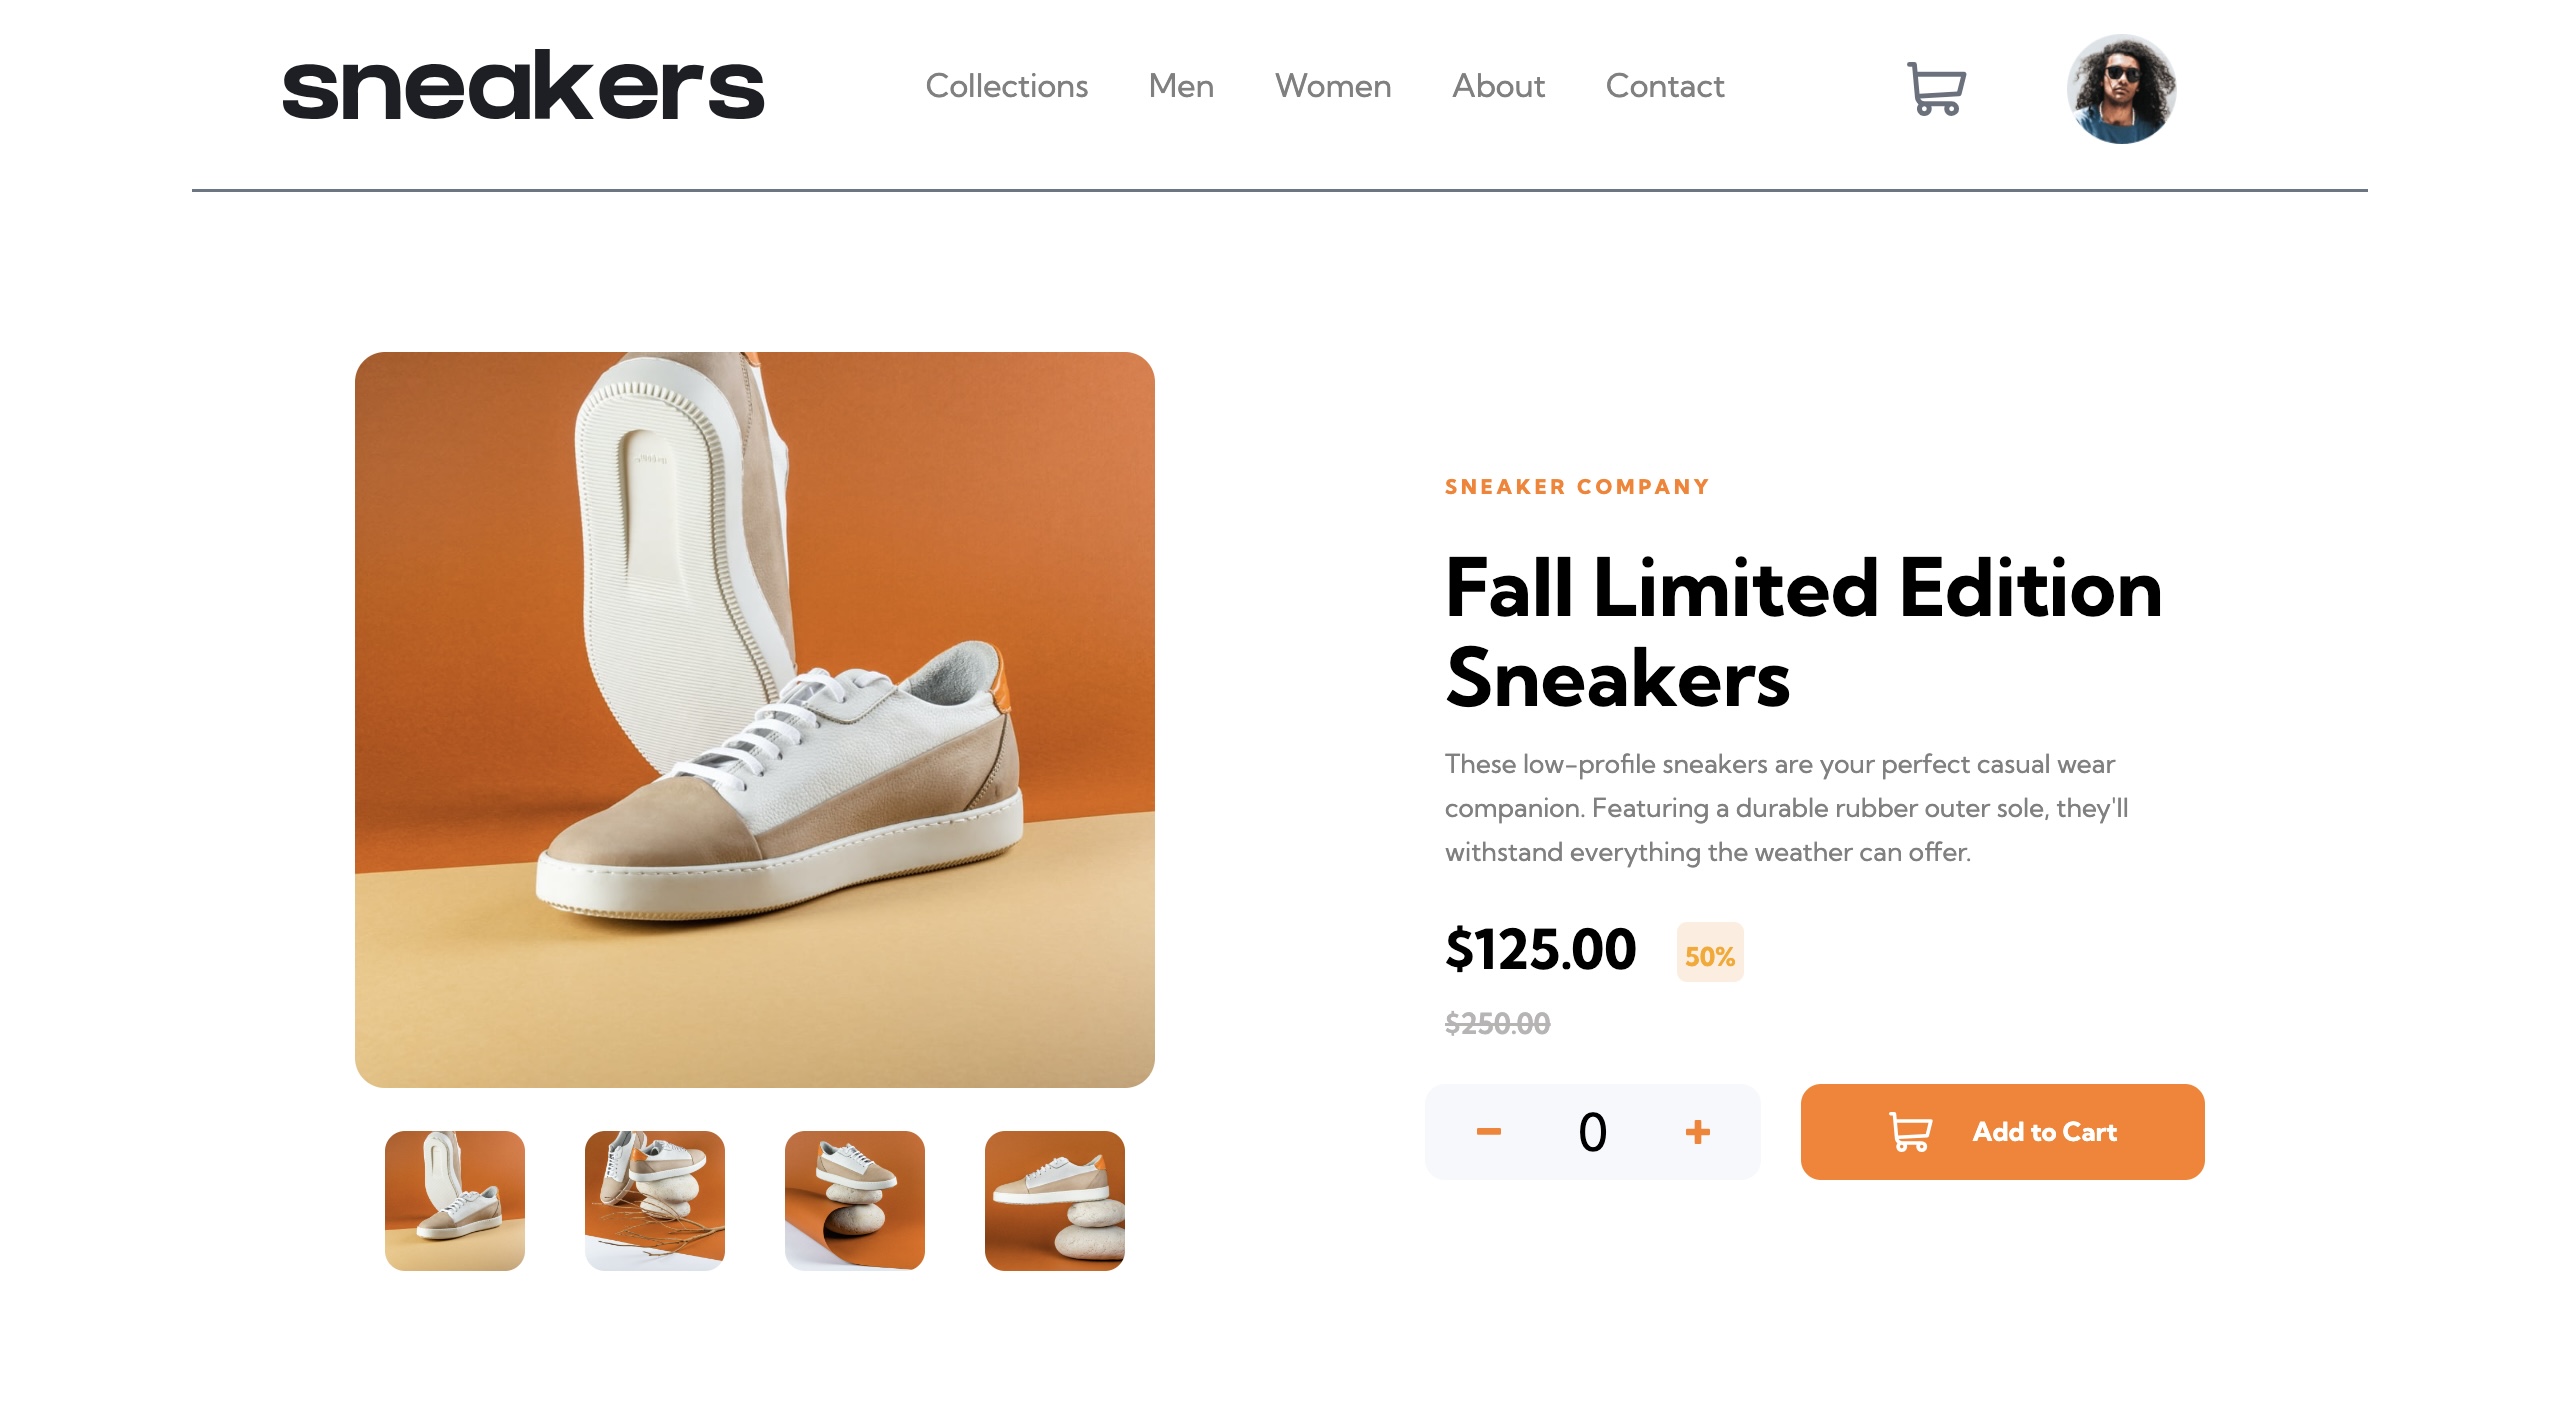 sneakers
Collections
Men
Women
About
Contact
SNEAKER COMPANY
Fall Limited Edition
Sneakers
These low-profile sneakers are your perfect casual wear
companion. Featuring a durable rubber outer sole, they'll
withstand everything the weather can offer.
$125.00
50%
$250.00
0
Add to Cart